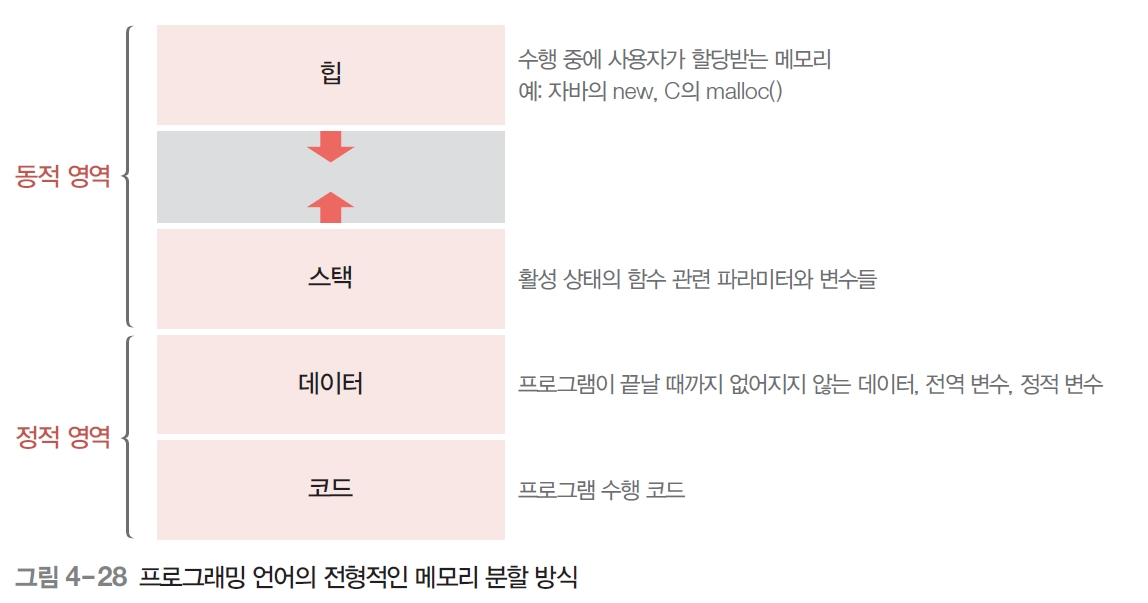 힙
수행 중에 사용자가 할당받는 메모리
예: 자바의 new, C의 malloc()
동적 영역
스택
활성 상태의 함수 관련 파라미터와 변수들
데이터
프로그램이 끝날 때까지 없어지지 않는 데이터, 전역 변수, 정적 변수
정적 영역
코드
프로그램 수행 코드
그림 4-28 프로그래밍 언어의 전형적인 메모리 분할 방식